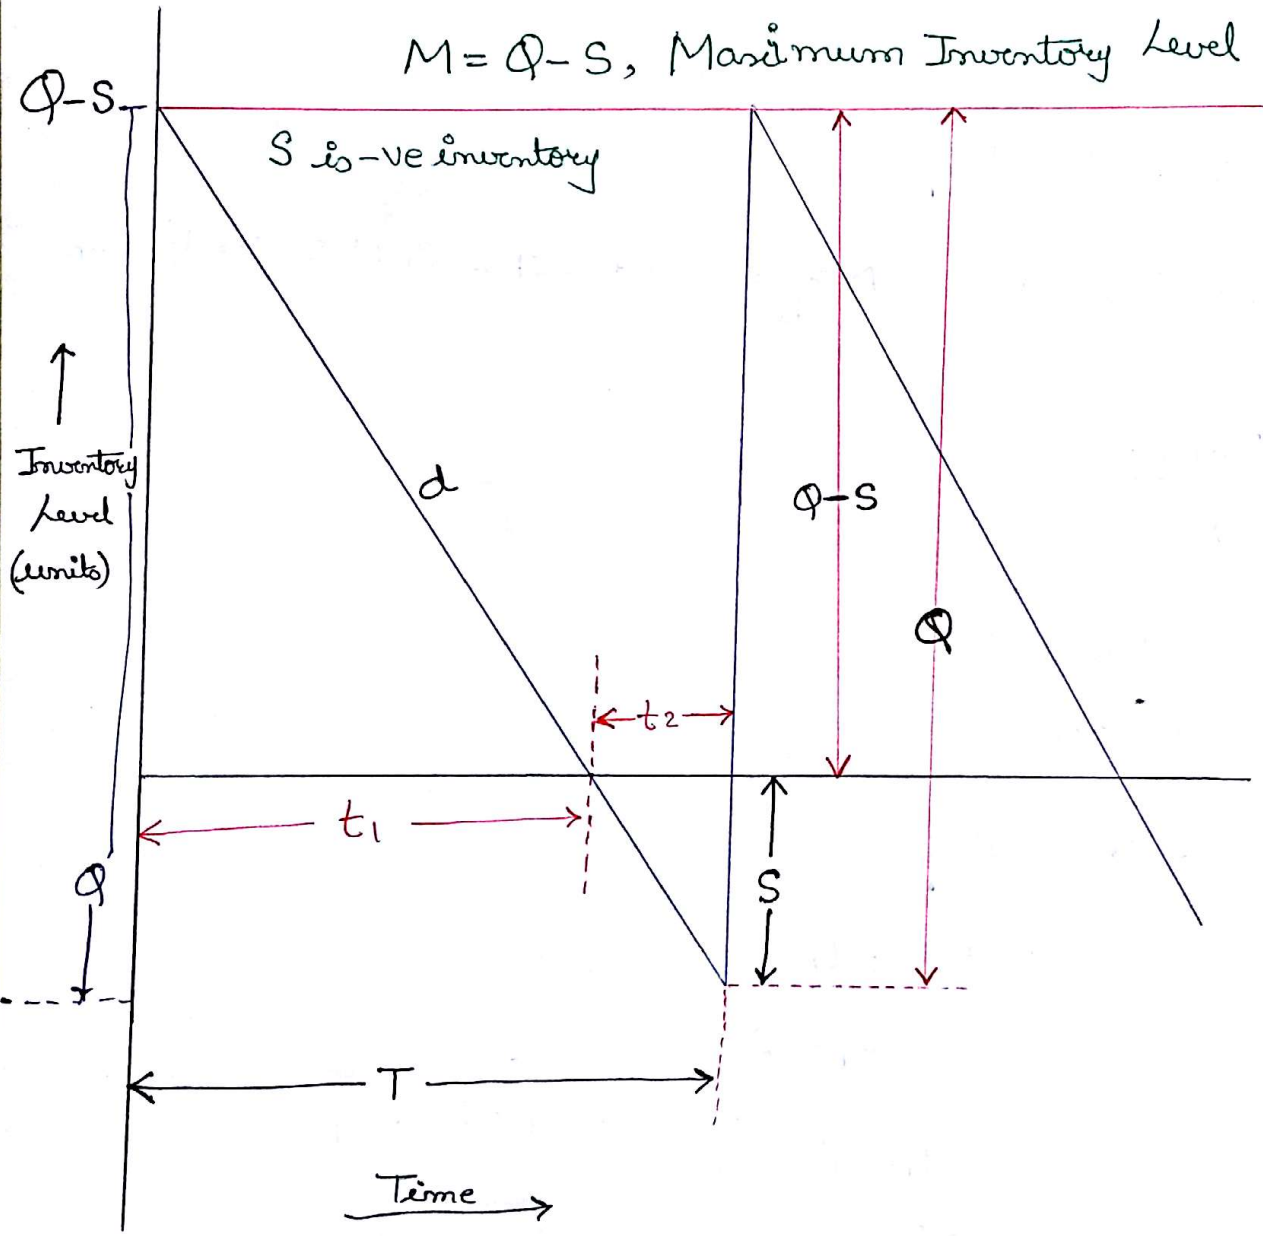 M = Q - S, Maximum Inventory Level
Q-S
S is -ve inventory
Inventory
Level
(units)
d
Q-S
Q
t2
t1
S
Q
T
Time